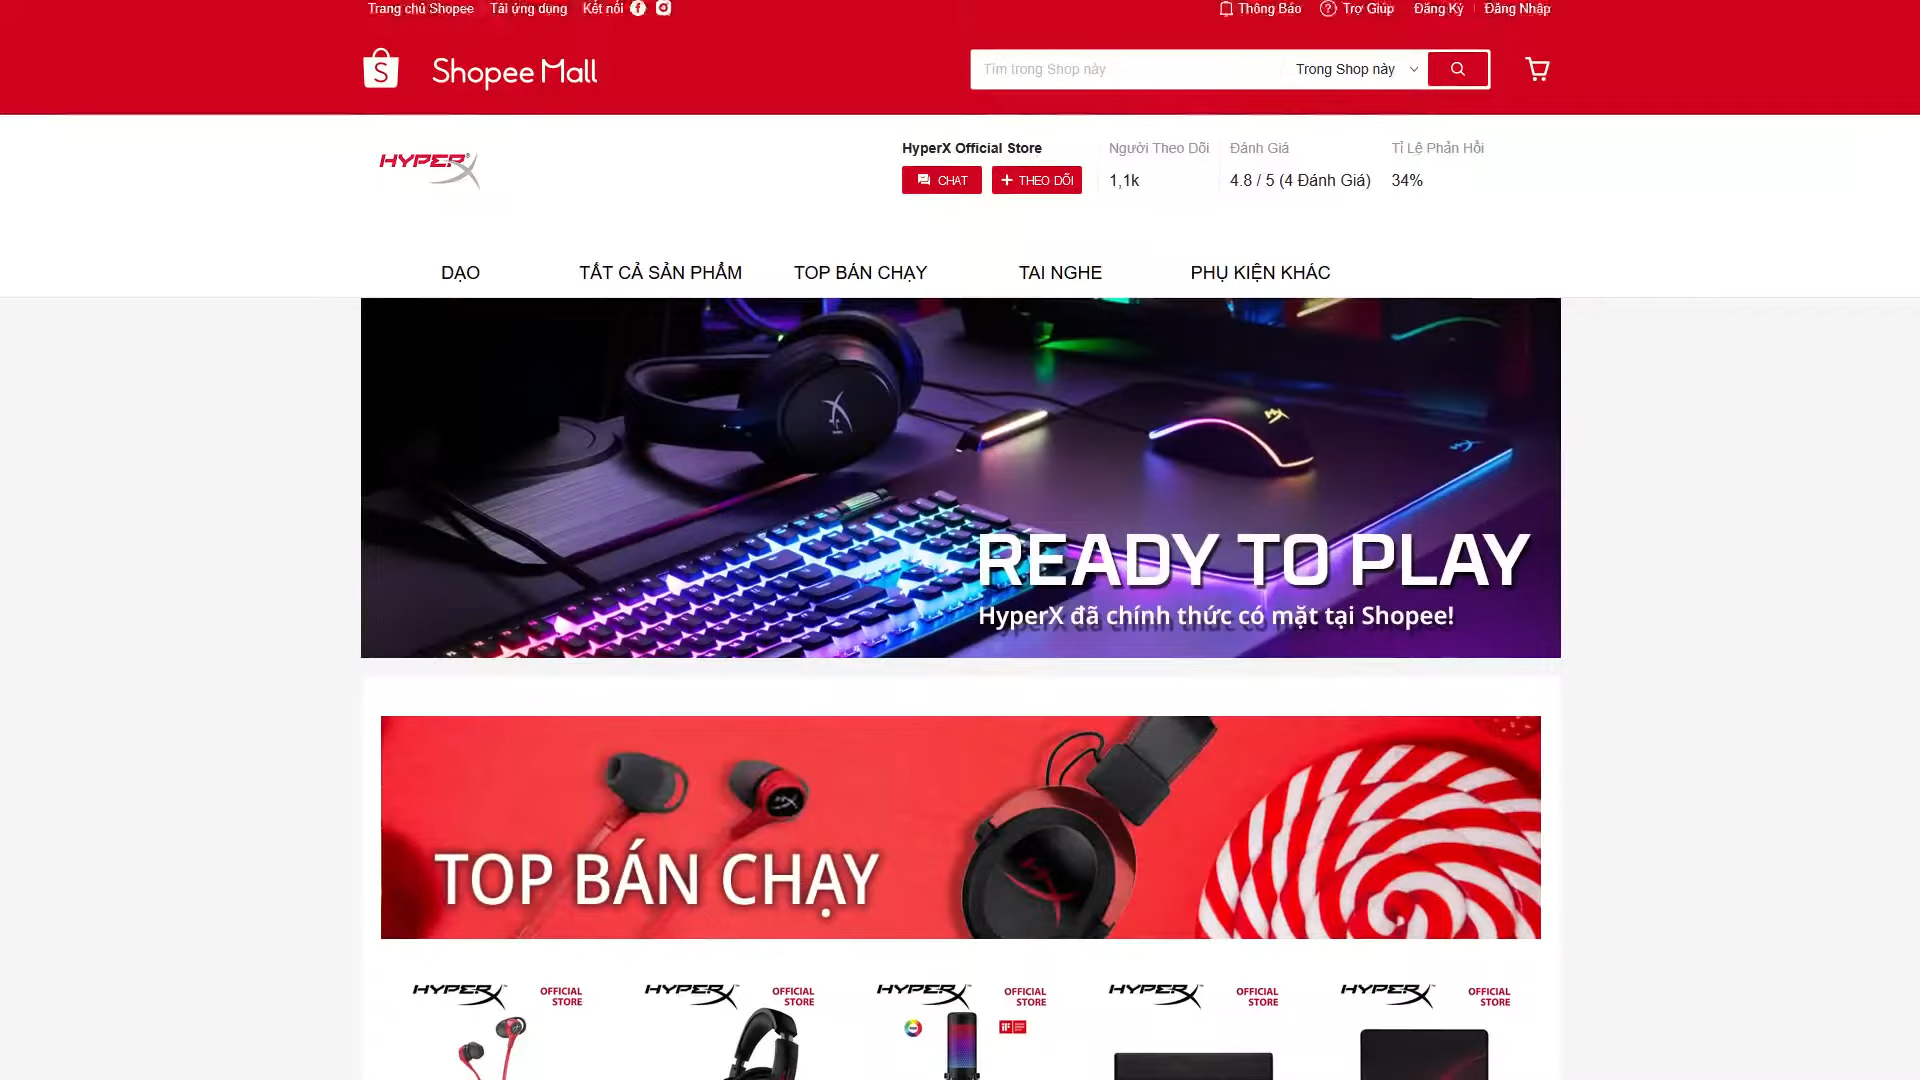 Trang chủ Shopee Tải ứng dụng Kết nối
Thông Báo Trợ Giúp Đăng Ký Đăng Nhập
Shopee Mall
Tìm trong Shop này Trong Shop này
HYPERX
HyperX Official Store
CHAT THEO DÕI
Người Theo Dõi
1,1k
Đánh Giá
4.8 / 5 (4 Đánh Giá)
Tỉ Lệ Phản Hồi
34%
DẠO TẤT CẢ SẢN PHẨM TOP BÁN CHẠY TAI NGHE PHỤ KIỆN KHÁC
READY TO PLAY
HyperX đã chính thức có mặt tại Shopee!
TOP BÁN CHẠY
HYPERX OFFICIAL STORE
HYPERX OFFICIAL STORE
HYPERX OFFICIAL STORE
HYPERX OFFICIAL STORE
HYPERX OFFICIAL STORE